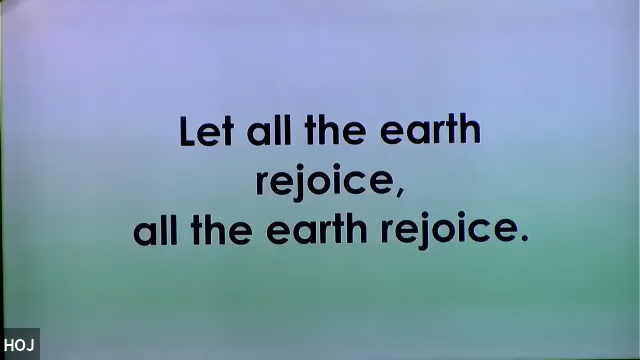 Let all the earth
rejoice,
all the earth rejoice.
HOJ